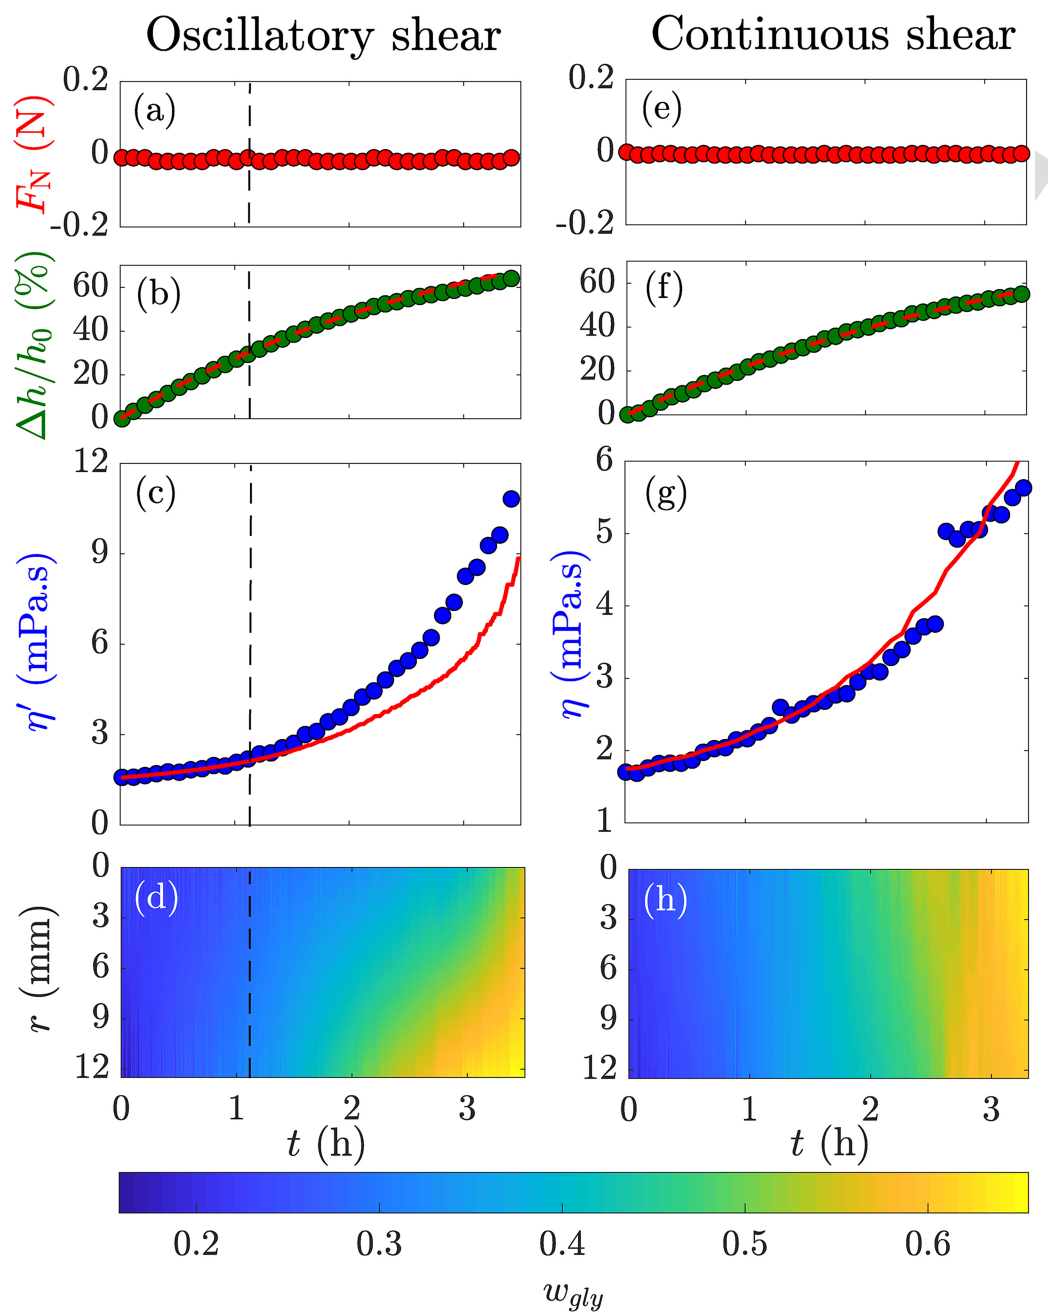 Oscillatory shear
Continuous shear
F_N (N)
0.2
0
-0.2
(a)
0.2
0
-0.2
(e)
Δh/h_0 (%)
60
40
20
0
(b)
60
40
20
0
(f)
η′ (mPa.s)
12
9
6
3
0
(c)
η (mPa.s)
6
5
4
3
2
1
(g)
r (mm)
0
3
6
9
12
(d)
0
3
6
9
12
(h)
0 1 2 3
t (h)
0 1 2 3
t (h)
0.2 0.3 0.4 0.5 0.6
w_gly